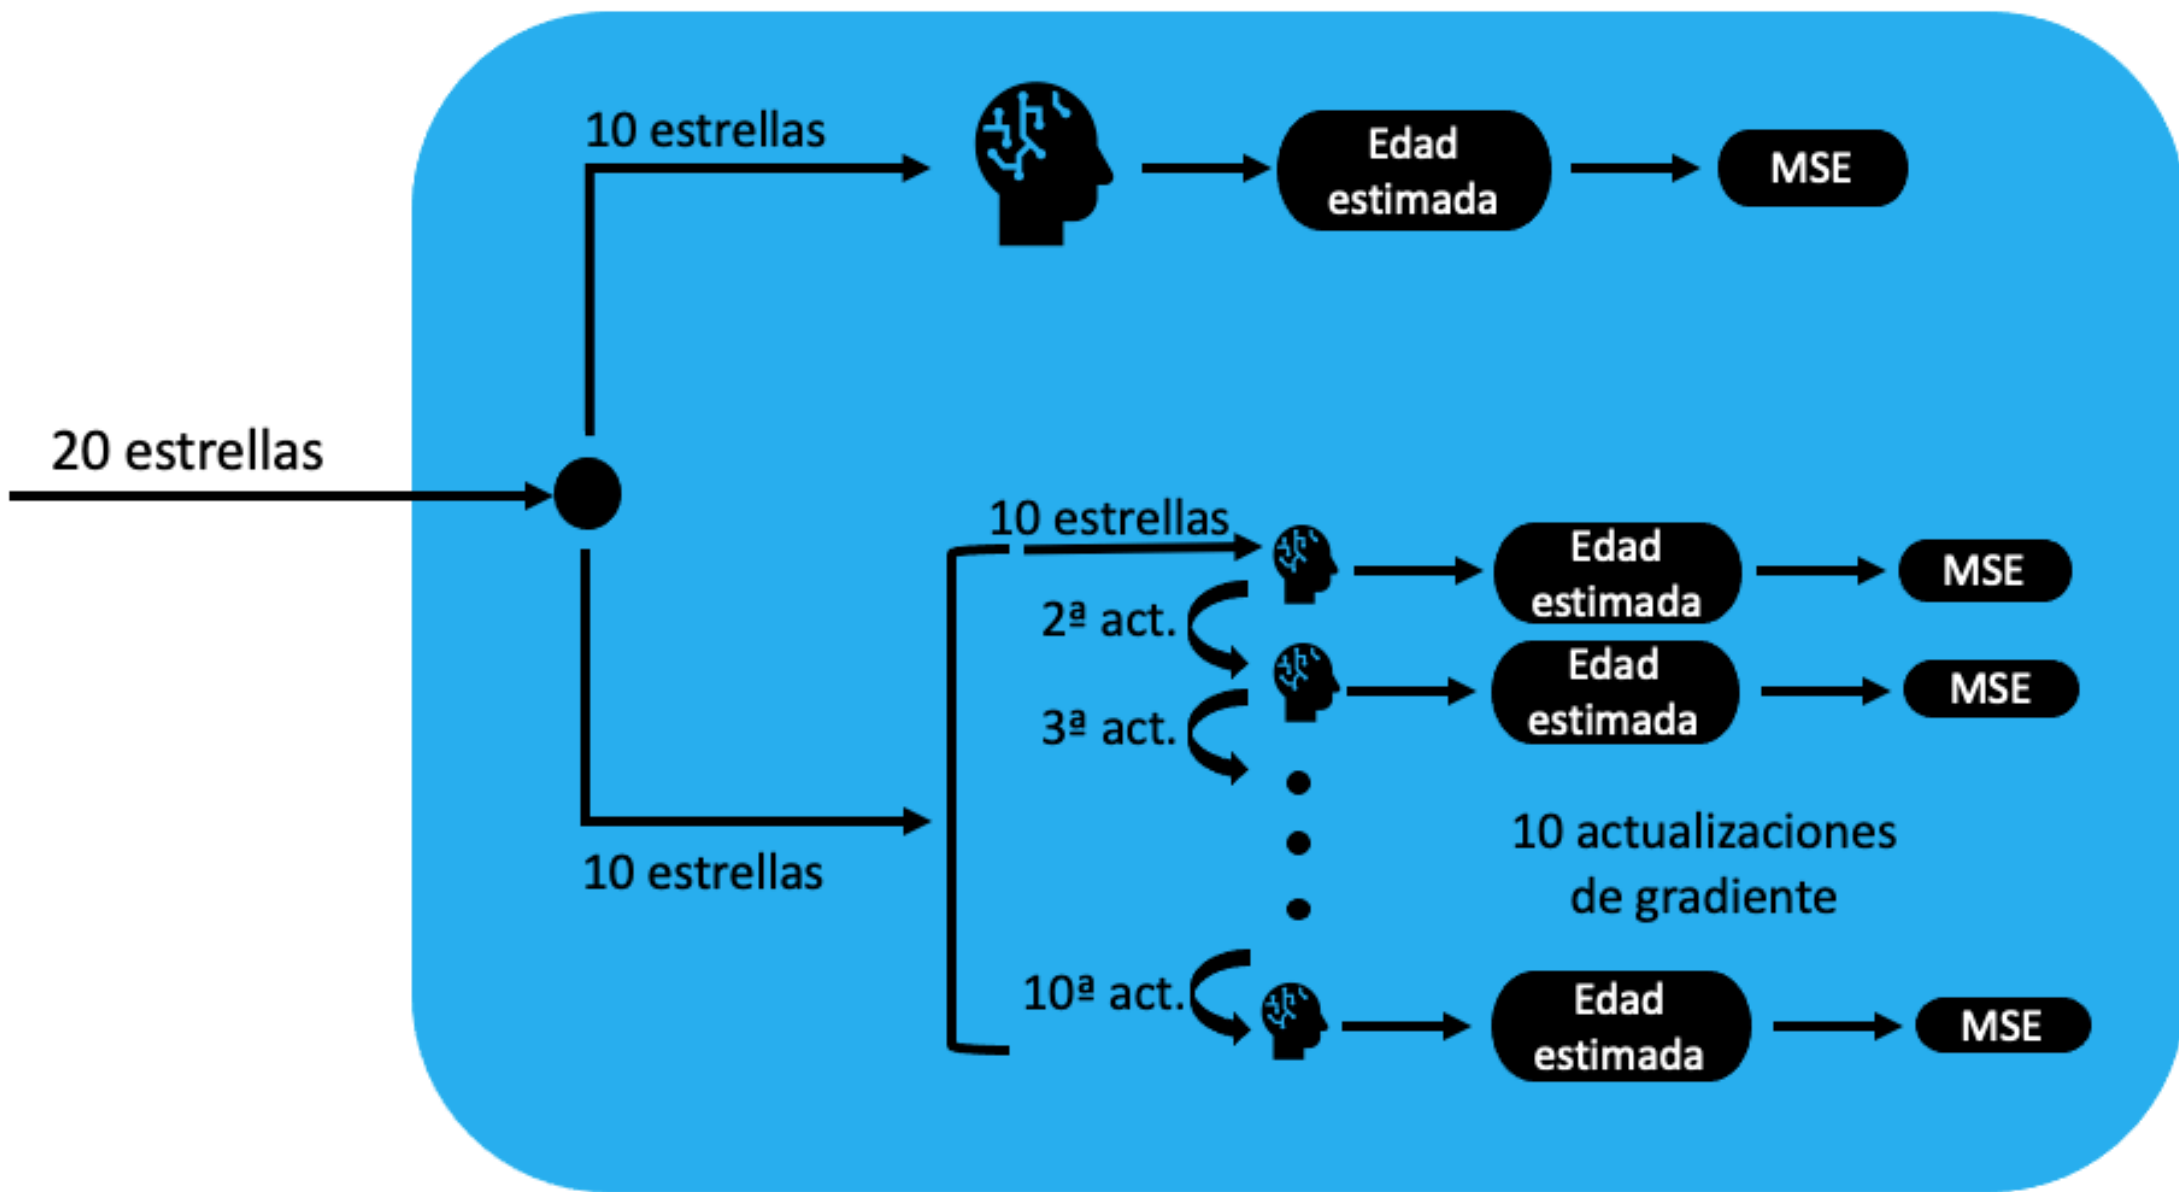 10 estrellas
Edad
estimada
MSE
20 estrellas
10 estrellas
Edad
estimada
MSE
2ª act.
Edad
estimada
MSE
3ª act.
10 actualizaciones
de gradiente
10 estrellas
10ª act.
Edad
estimada
MSE